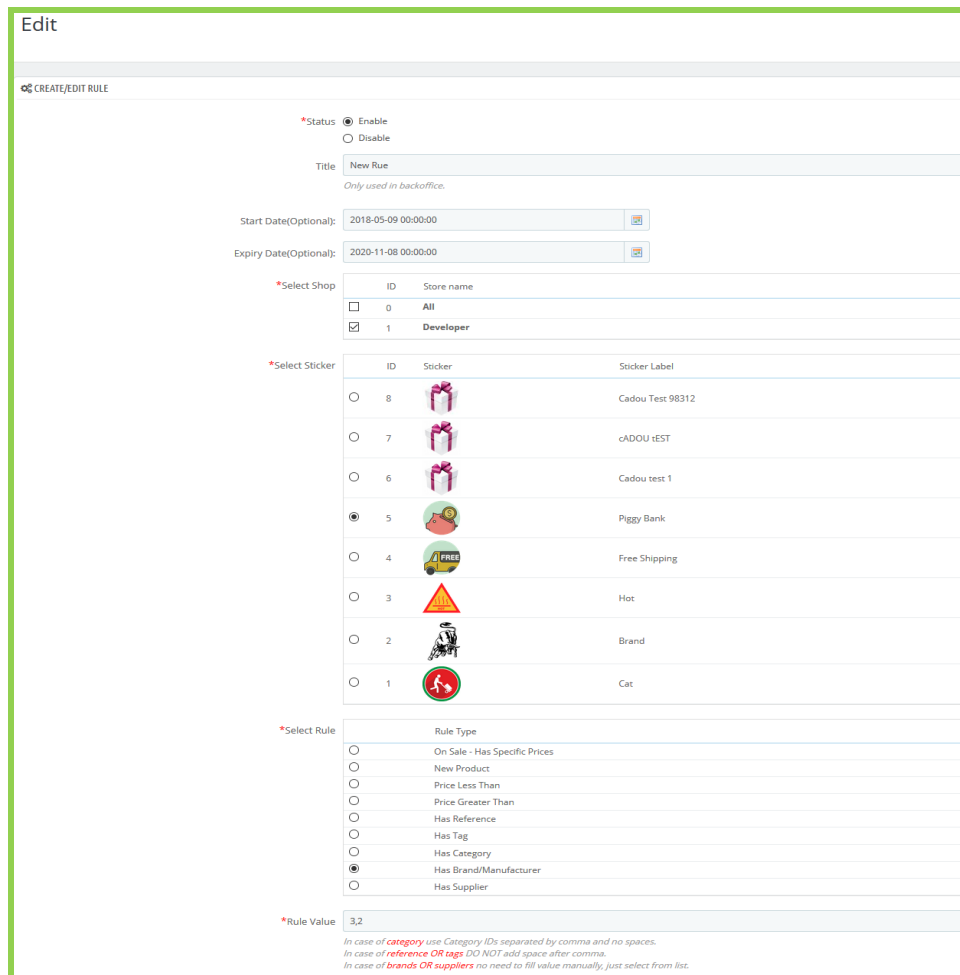 Edit
CREATE/EDIT RULE
*Status Enable
Disable
Title New Rue
Only used in backoffice.
Start Date(Optional): 2018-05-09 00:00:00
Expiry Date(Optional): 2020-11-08 00:00:00
*Select Shop ID Store name
0 All
1 Developer
*Select Sticker ID Sticker Sticker Label
8 Cadou Test 98312
7 cADOU tEST
6 Cadou test 1
5 Piggy Bank
4 FREE Free Shipping
3 Hot
2 Brand
1 Cat
*Select Rule Rule Type
On Sale - Has Specific Prices
New Product
Price Less Than
Price Greater Than
Has Reference
Has Tag
Has Category
Has Brand/Manufacturer
Has Supplier
*Rule Value 3,2
In case of category use Category IDs separated by comma and no spaces.
In case of reference OR tags DO NOT add space after comma.
In case of brands OR suppliers no need to fill value manually, just select from list.